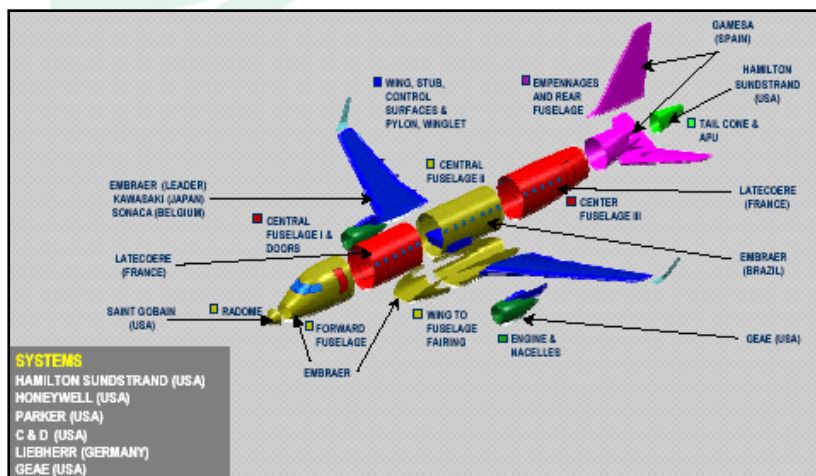 GAMESA
(SPAIN)
HAMILTON
SUNDSTRAND
(USA)
WING, STUB,
CONTROL
SURFACES &
PYLON, WINGLET
EMPENNAGES
AND REAR
FUSELAGE
TAIL CONE &
APU
CENTRAL
FUSELAGE II
EMBRAER (LEADER)
KAWASAKI (JAPAN)
SONACA (BELGIUM)
LATECOERE
(FRANCE)
CENTER
FUSELAGE III
CENTRAL
FUSELAGE I &
DOORS
LATECOERE
(FRANCE)
EMBRAER
(BRAZIL)
SAINT GOBAIN
(USA)
RADOME
FORWARD
FUSELAGE
WING TO
FUSELAGE
FAIRING
ENGINE &
NACELLES
GEAE (USA)
EMBRAER
SYSTEMS
HAMILTON SUNDSTRAND (USA)
HONEYWELL (USA)
PARKER (USA)
C & D (USA)
LIEBHERR (GERMANY)
GEAE (USA)